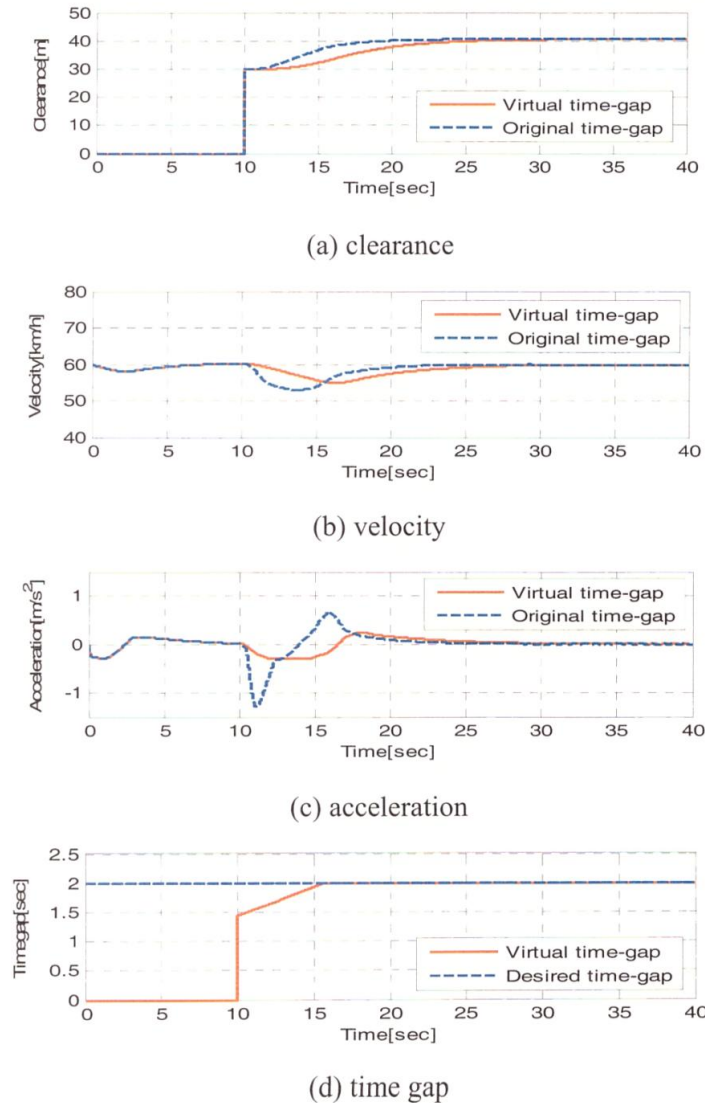 50
40
30
20
10
0
Clearance[m]
Virtual time-gap
Original time-gap
0 5 10 15 20 25 30 35 40
Time[sec]
(a) clearance
80
70
60
50
40
Velocity[km/h]
Virtual time-gap
Original time-gap
0 5 10 15 20 25 30 35 40
Time[sec]
(b) velocity
1
0
-1
Acceleration[m/s²]
Virtual time-gap
Original time-gap
0 5 10 15 20 25 30 35 40
Time[sec]
(c) acceleration
2.5
2
1.5
1
0.5
0
Timegap[sec]
Virtual time-gap
Desired time-gap
0 5 10 15 20 25 30 35 40
Time[sec]
(d) time gap